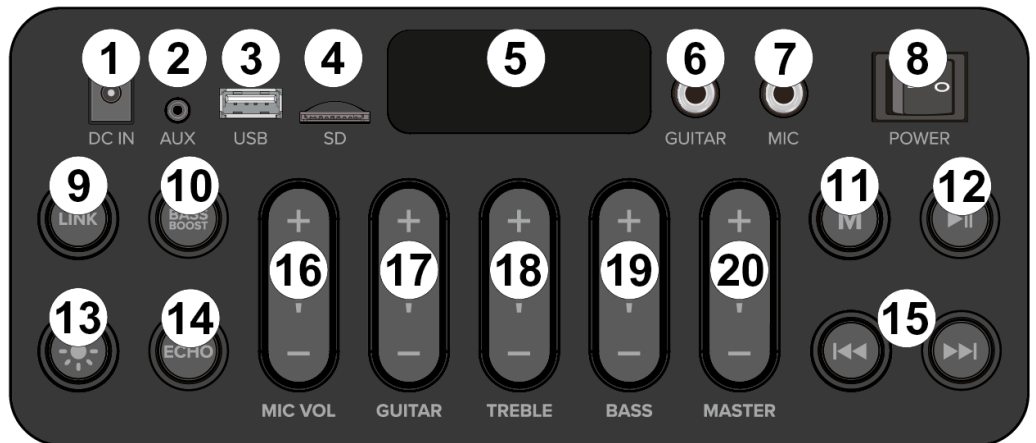 1 2 3 4 5 6 7 8
DC IN AUX USB SD GUITAR MIC POWER
9 10 11 12
LINK BASS BOOST M
16 17 18 19 20
13 14 15
ECHO
MIC VOL GUITAR TREBLE BASS MASTER